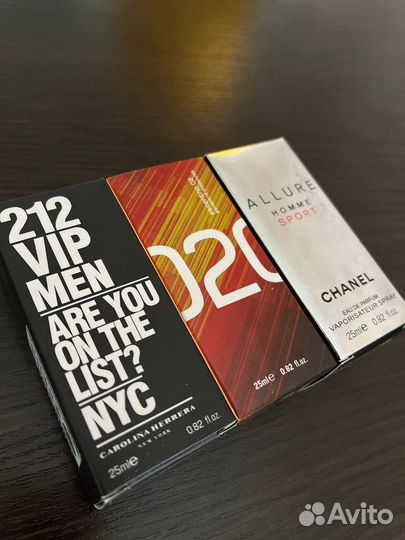 212
VIP
MEN
ARE YOU
ON THE
LIST?
NYC
CAROLINA HERRERA
NEW YORK
25ml e 0.82 fl.oz.
020
25ml e 0.82 fl.oz.
ALLURE
HOMME
SPORT
CHANEL
EAU DE PARFUM
VAPORISATEUR SPRAY
25ml e 0.82 fl.oz.
Avito